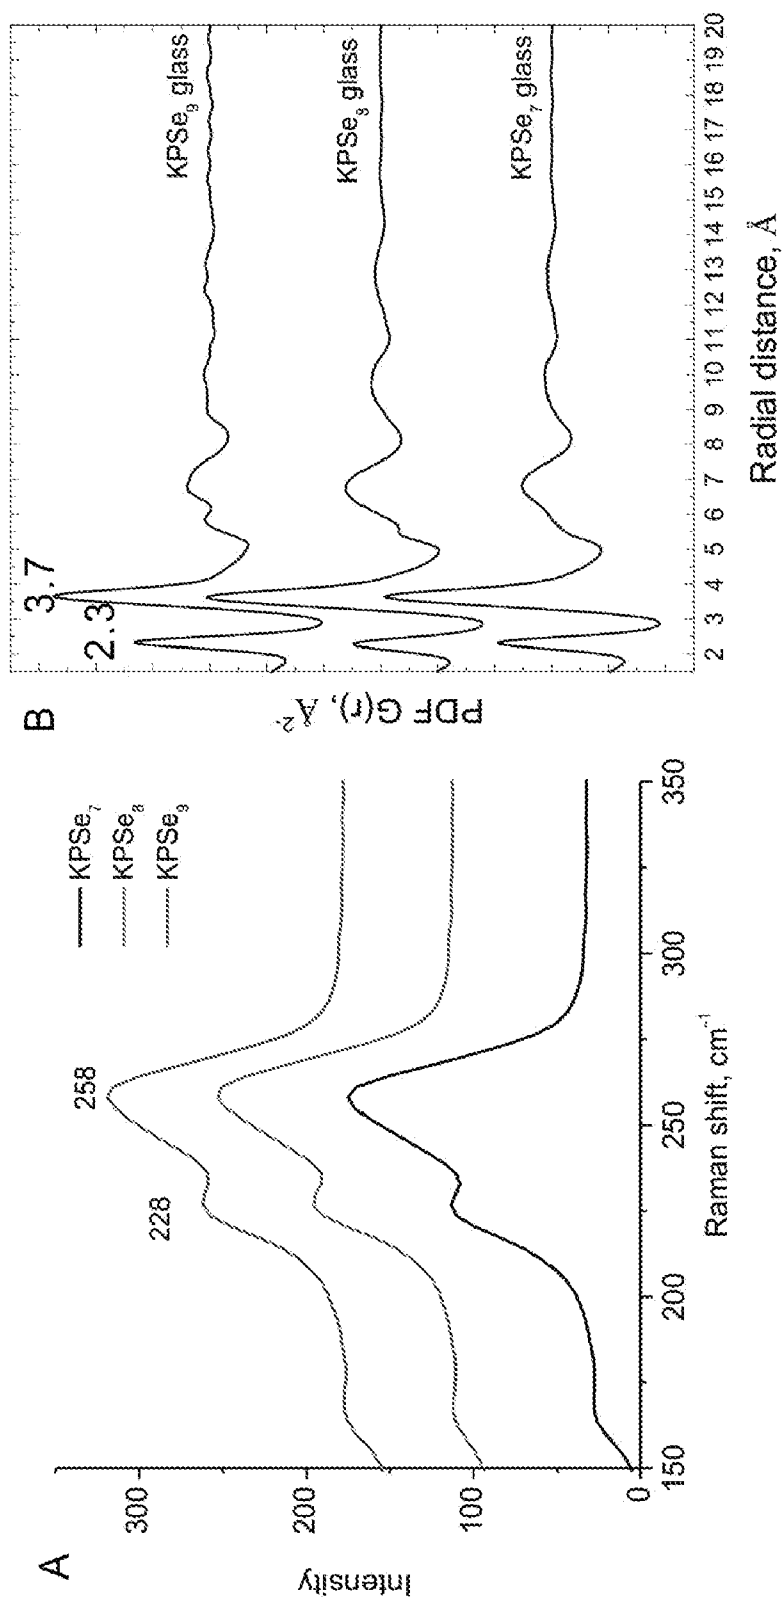 A
Intensity
300
200
100
0
150
200
250
300
350
Raman shift, cm⁻¹
228
258
KPSe₇
KPSe₈
KPSe₉
B
PDF G(r), Å²⁻
2.3
3.7
KPSe₉ glass
KPSe₈ glass
KPSe₇ glass
2 3 4 5 6 7 8 9 10 11 12 13 14 15 16 17 18 19 20
Radial distance, Å